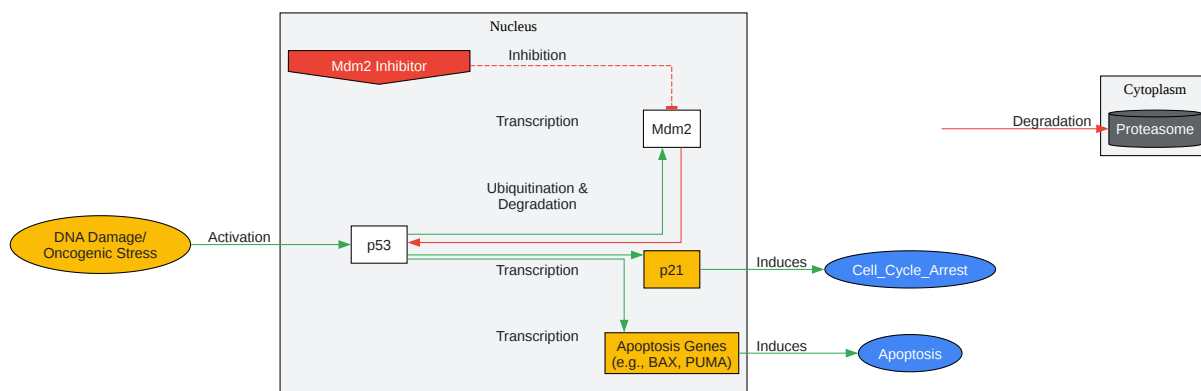 Nucleus
Mdm2 Inhibitor
Inhibition
Cytoplasm
Transcription
Degradation
Proteasome
Mdm2
Ubiquitination &
Degradation
DNA Damage/
Oncogenic Stress
Activation
p53
Transcription
p21
Induces
Cell_Cycle_Arrest
Transcription
Apoptosis Genes
(e.g., BAX, PUMA)
Induces
Apoptosis